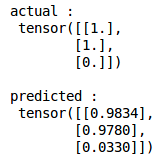 actual :
 tensor([[1.],
        [1.],
        [0.]])
predicted :
 tensor([[0.9834],
        [0.9780],
        [0.0330]])